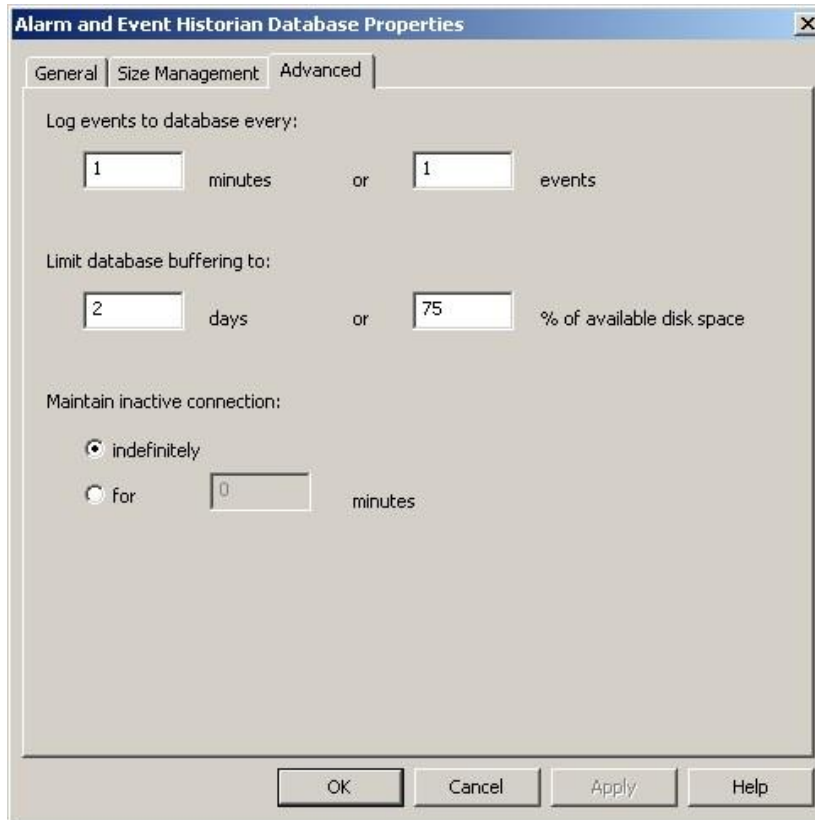 Alarm and Event Historian Database Properties
General Size Management Advanced
Log events to database every:
1 minutes or 1 events
Limit database buffering to:
2 days or 75 % of available disk space
Maintain inactive connection:
indefinitely
for 0 minutes
OK Cancel Apply Help